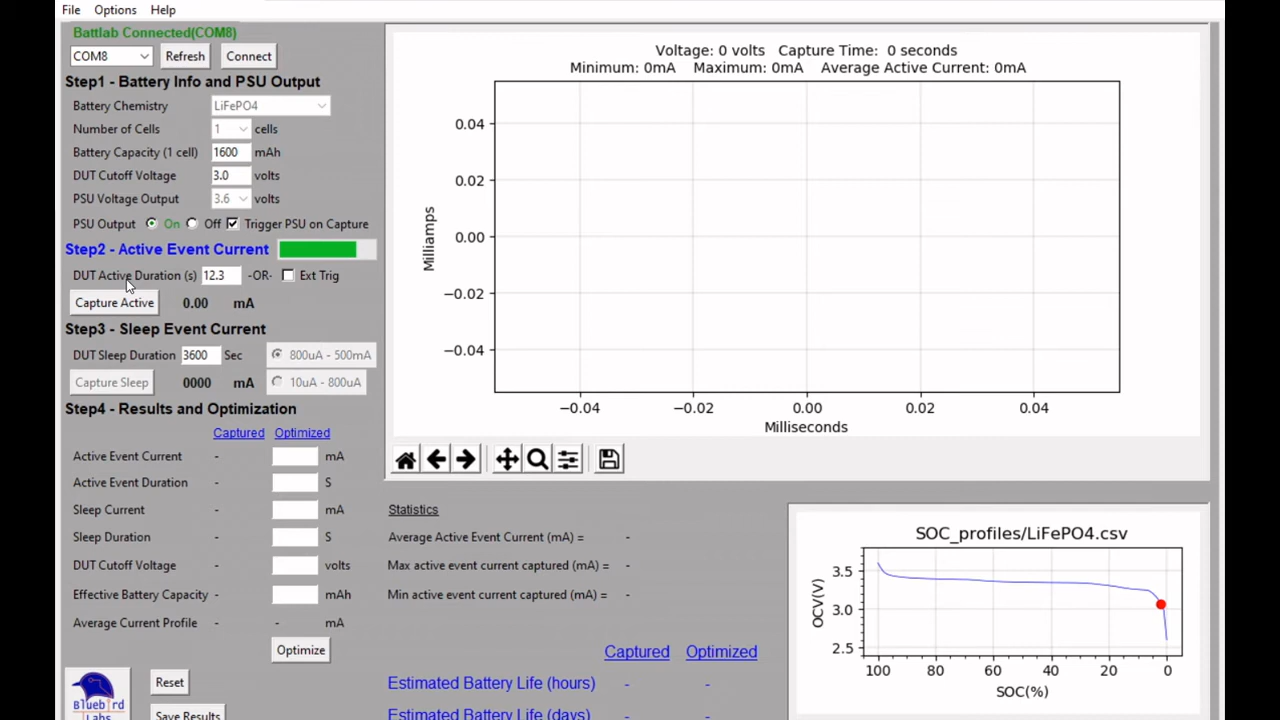 File Options Help
Battlab Connected(COM8)
COM8 Refresh Connect
Step1 - Battery Info and PSU Output
Battery Chemistry LiFePO4
Number of Cells 1 cells
Battery Capacity (1 cell) 1600 mAh
DUT Cutoff Voltage 3.0 volts
PSU Voltage Output 3.6 volts
PSU Output On Off Trigger PSU on Capture
Step2 - Active Event Current
DUT Active Duration (s) 12.3 -OR- Ext Trig
Capture Active 0.00 mA
Step3 - Sleep Event Current
DUT Sleep Duration 3600 Sec 800uA - 500mA
Capture Sleep 0000 mA 10uA - 800uA
Step4 - Results and Optimization
Captured Optimized
Active Event Current - mA
Active Event Duration - S
Sleep Current - mA
Sleep Duration - S
DUT Cutoff Voltage - volts
Effective Battery Capacity - mAh
Average Current Profile - - mA
Optimize
Bluebird Labs
Reset
Save Results
Voltage: 0 volts Capture Time: 0 seconds
Minimum: 0mA Maximum: 0mA Average Active Current: 0mA
Milliamps
0.04
0.02
0.00
−0.02
−0.04
−0.04 −0.02 0.00 0.02 0.04
Milliseconds
Statistics
Average Active Event Current (mA) = -
Max active event current captured (mA) = -
Min active event current captured (mA) = -
Captured Optimized
Estimated Battery Life (hours) - -
Estimated Battery Life (days) - -
SOC_profiles/LiFePO4.csv
OCV(V)
3.5
3.0
2.5
100 80 60 40 20 0
SOC(%)